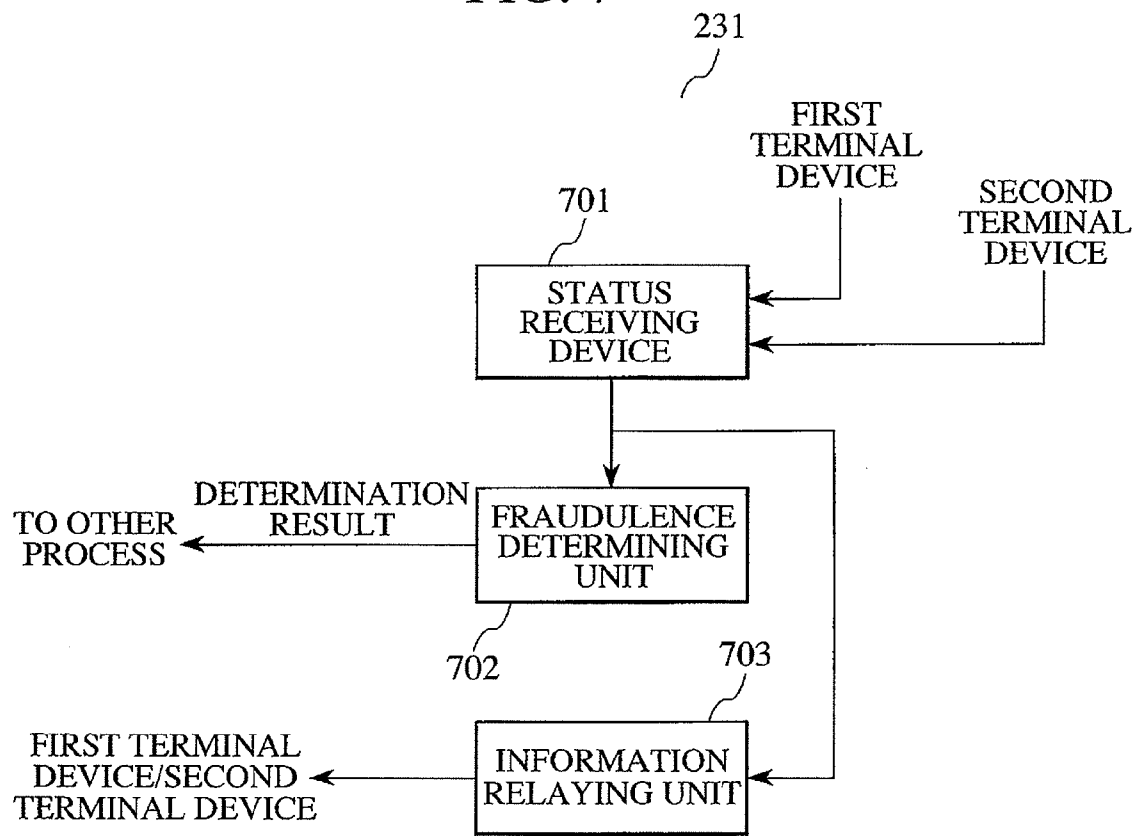 231
FIRST
TERMINAL
DEVICE
SECOND
TERMINAL
DEVICE
701
STATUS
RECEIVING
DEVICE
DETERMINATION
RESULT
TO OTHER
PROCESS
FRAUDULENCE
DETERMINING
UNIT
702
703
FIRST TERMINAL
DEVICE/SECOND
TERMINAL DEVICE
INFORMATION
RELAYING UNIT